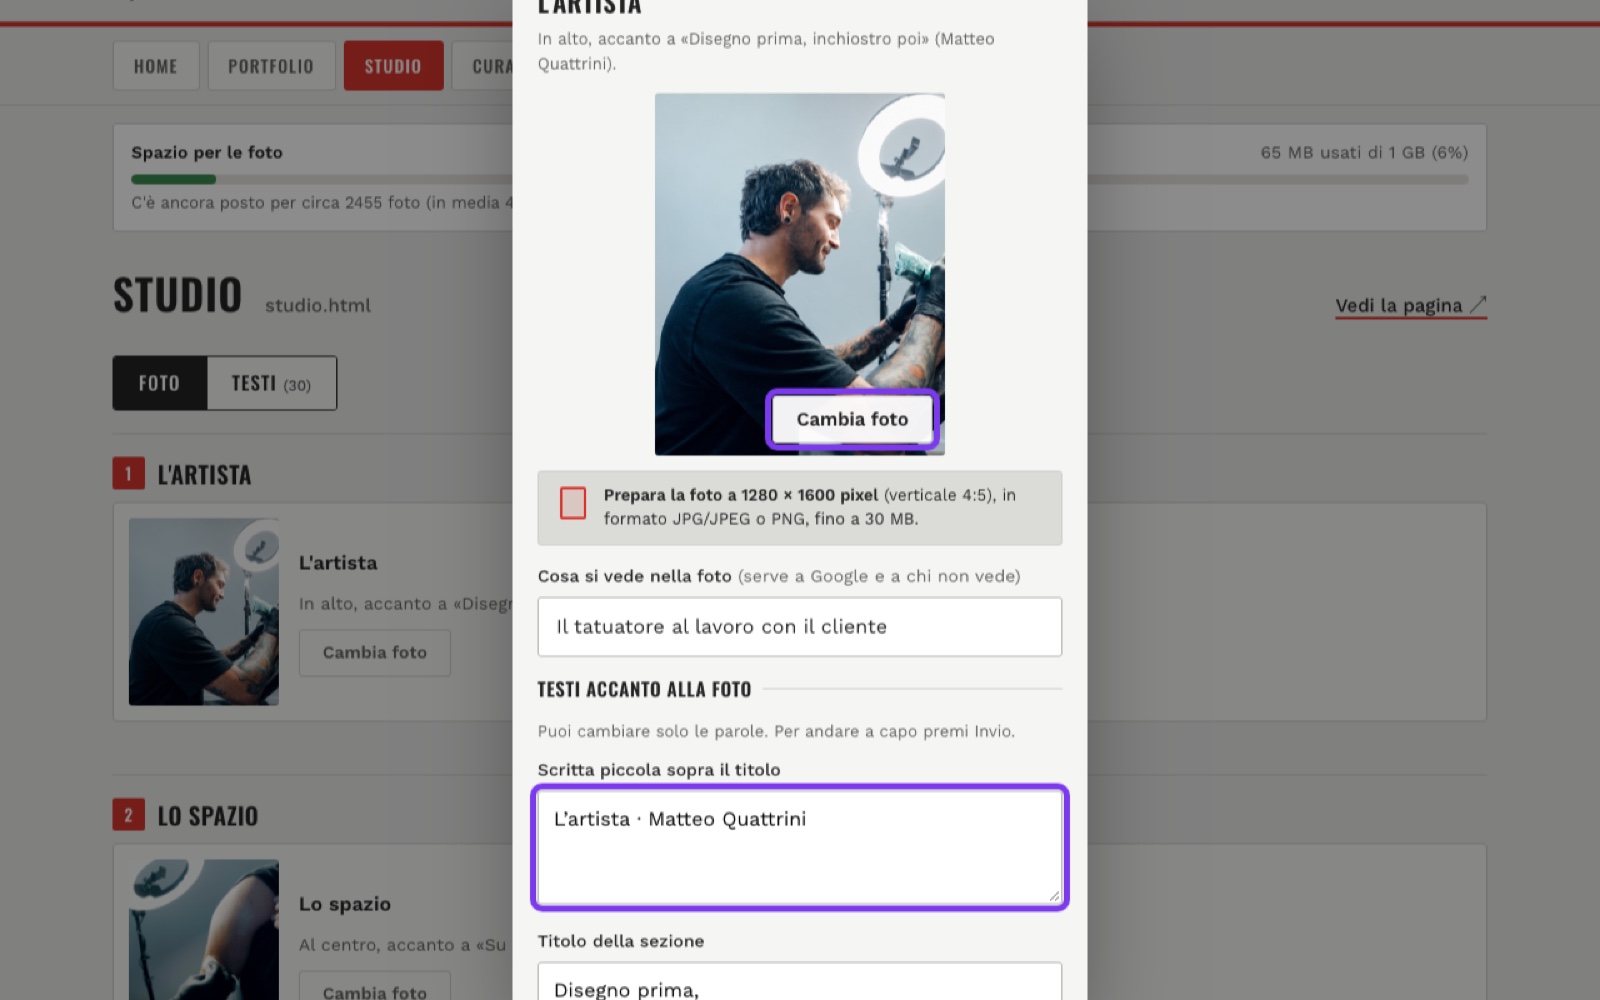 L'ARTISTA
In alto, accanto a «Disegno prima, inchiostro poi» (Matteo
Quattrini).
HOME
PORTFOLIO
STUDIO
CURA
Spazio per le foto
65 MB usati di 1 GB (6%)
C'è ancora posto per circa 2455 foto (in media 4
STUDIO
studio.html
Vedi la pagina
FOTO
TESTI (30)
Cambia foto
Prepara la foto a 1280 × 1600 pixel (verticale 4:5), in
formato JPG/JPEG o PNG, fino a 30 MB.
Cosa si vede nella foto (serve a Google e a chi non vede)
Il tatuatore al lavoro con il cliente
TESTI ACCANTO ALLA FOTO
Puoi cambiare solo le parole. Per andare a capo premi Invio.
Scritta piccola sopra il titolo
L'artista · Matteo Quattrini
Titolo della sezione
Disegno prima,
1 L'ARTISTA
L'artista
In alto, accanto a «Disegn
Cambia foto
2 LO SPAZIO
Lo spazio
Al centro, accanto a «Su
Cambia foto